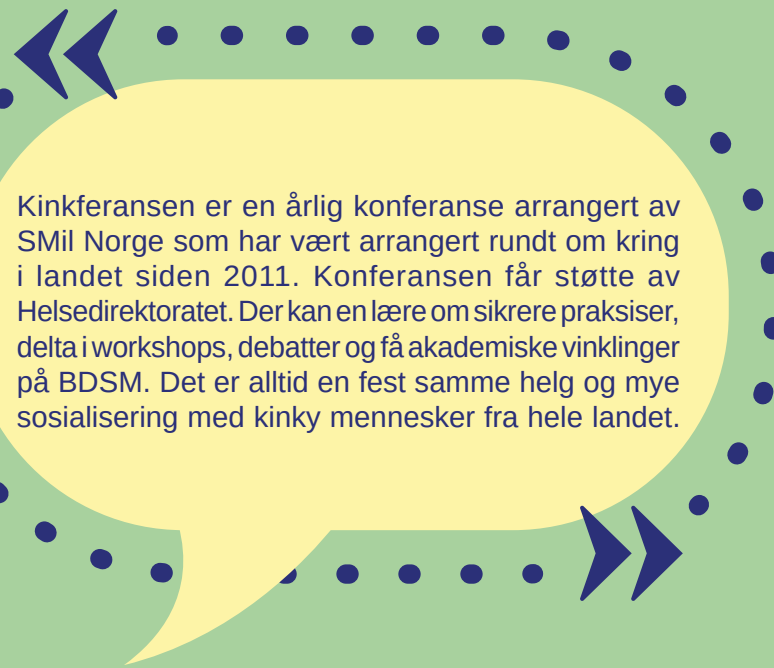 Kinkferansen er en årlig konferanse arrangert av
SMil Norge som har vært arrangert rundt om kring
i landet siden 2011. Konferansen får støtte av
Helsedirektoratet. Der kan en lære om sikrere praksiser,
delta i workshops, debatter og få akademiske vinklinger
på BDSM. Det er alltid en fest samme helg og mye
sosialisering med kinky mennesker fra hele landet.